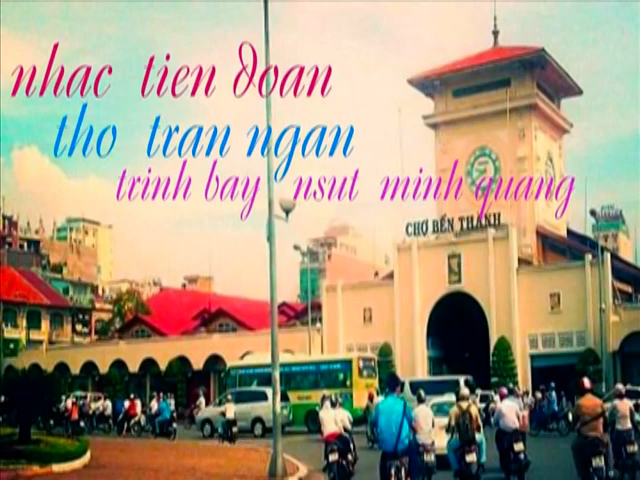 nhac tien doan
tho tran ngan
trinh bay nsut minh quang
CHỢ BẾN THÀNH